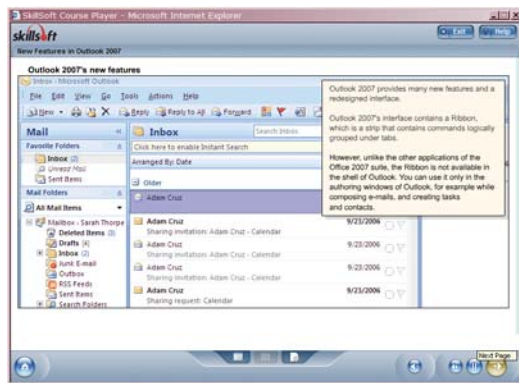 SkillSoft Course Player - Microsoft Internet Explorer
skillsoft
Exit
Help
New Features in Outlook 2007
Outlook 2007's new features
Inbox - Microsoft Outlook
File Edit View Go Tools Actions Help
New Reply Reply to All Forward
Mail
Favorite Folders
Inbox (2)
Unread Mail
Sent Items
Mail Folders
All Mail Items
Mailbox - Sarah Thorpe
Deleted Items (2)
Drafts [4]
Inbox (2)
Junk E-mail
Outbox
RSS Feeds
Sent Items
Search Folders
Inbox
Search Inbox
Click here to enable Instant Search
Arranged By: Date
Older
Adam Cruz
Adam Cruz 9/23/2006
Sharing invitation: Adam Cruz - Calendar
Adam Cruz 9/23/2006
Sharing invitation: Adam Cruz - Calendar
Adam Cruz 9/23/2006
Sharing invitation: Adam Cruz - Calendar
Adam Cruz 9/23/2006
Sharing request: Calendar
Outlook 2007 provides many new features and a
redesigned interface.
Outlook 2007's interface contains a Ribbon,
which is a strip that contains commands logically
grouped under tabs.
However, unlike the other applications of the
Office 2007 suite, the Ribbon is not available in
the shell of Outlook. You can use it only in the
authoring windows of Outlook, for example while
composing e-mails, and creating tasks
and contacts.
Next Page